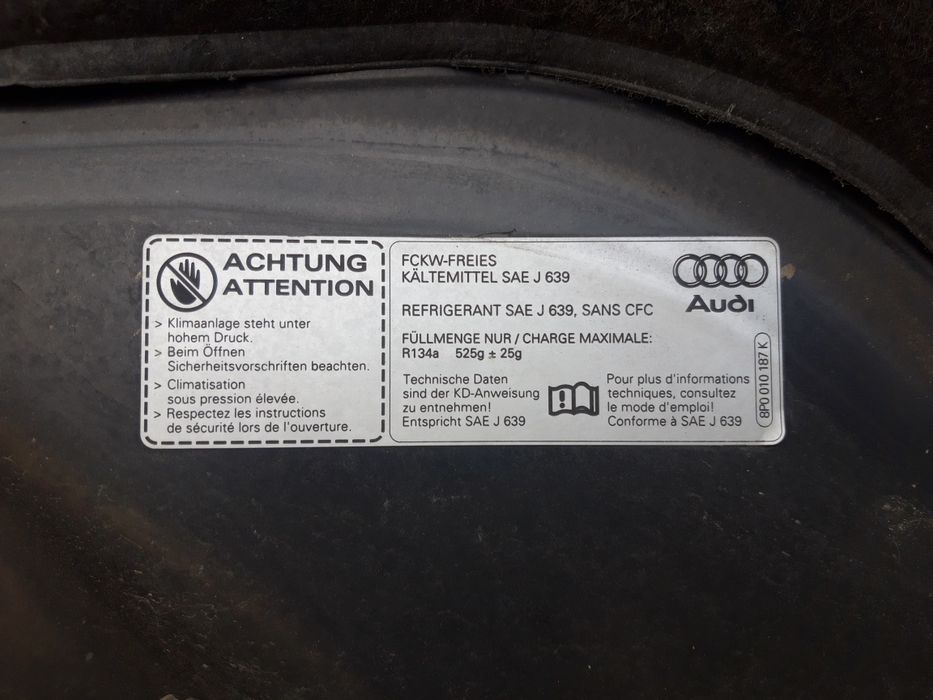 ACHTUNG
ATTENTION
> Klimaanlage steht unter
hohem Druck.
> Beim Öffnen
Sicherheitsvorschriften beachten.
> Climatisation
sous pression élevée.
> Respectez les instructions
de sécurité lors de l'ouverture.
FCKW-FREIES
KÄLTEMITTEL SAE J 639
REFRIGERANT SAE J 639, SANS CFC
FÜLLMENGE NUR / CHARGE MAXIMALE:
R134a 525g ± 25g
Technische Daten
sind der KD-Anweisung
zu entnehmen!
Entspricht SAE J 639
Pour plus d'informations
techniques, consultez
le mode d'emploi!
Conforme à SAE J 639
Audi
8P0 010 187 K